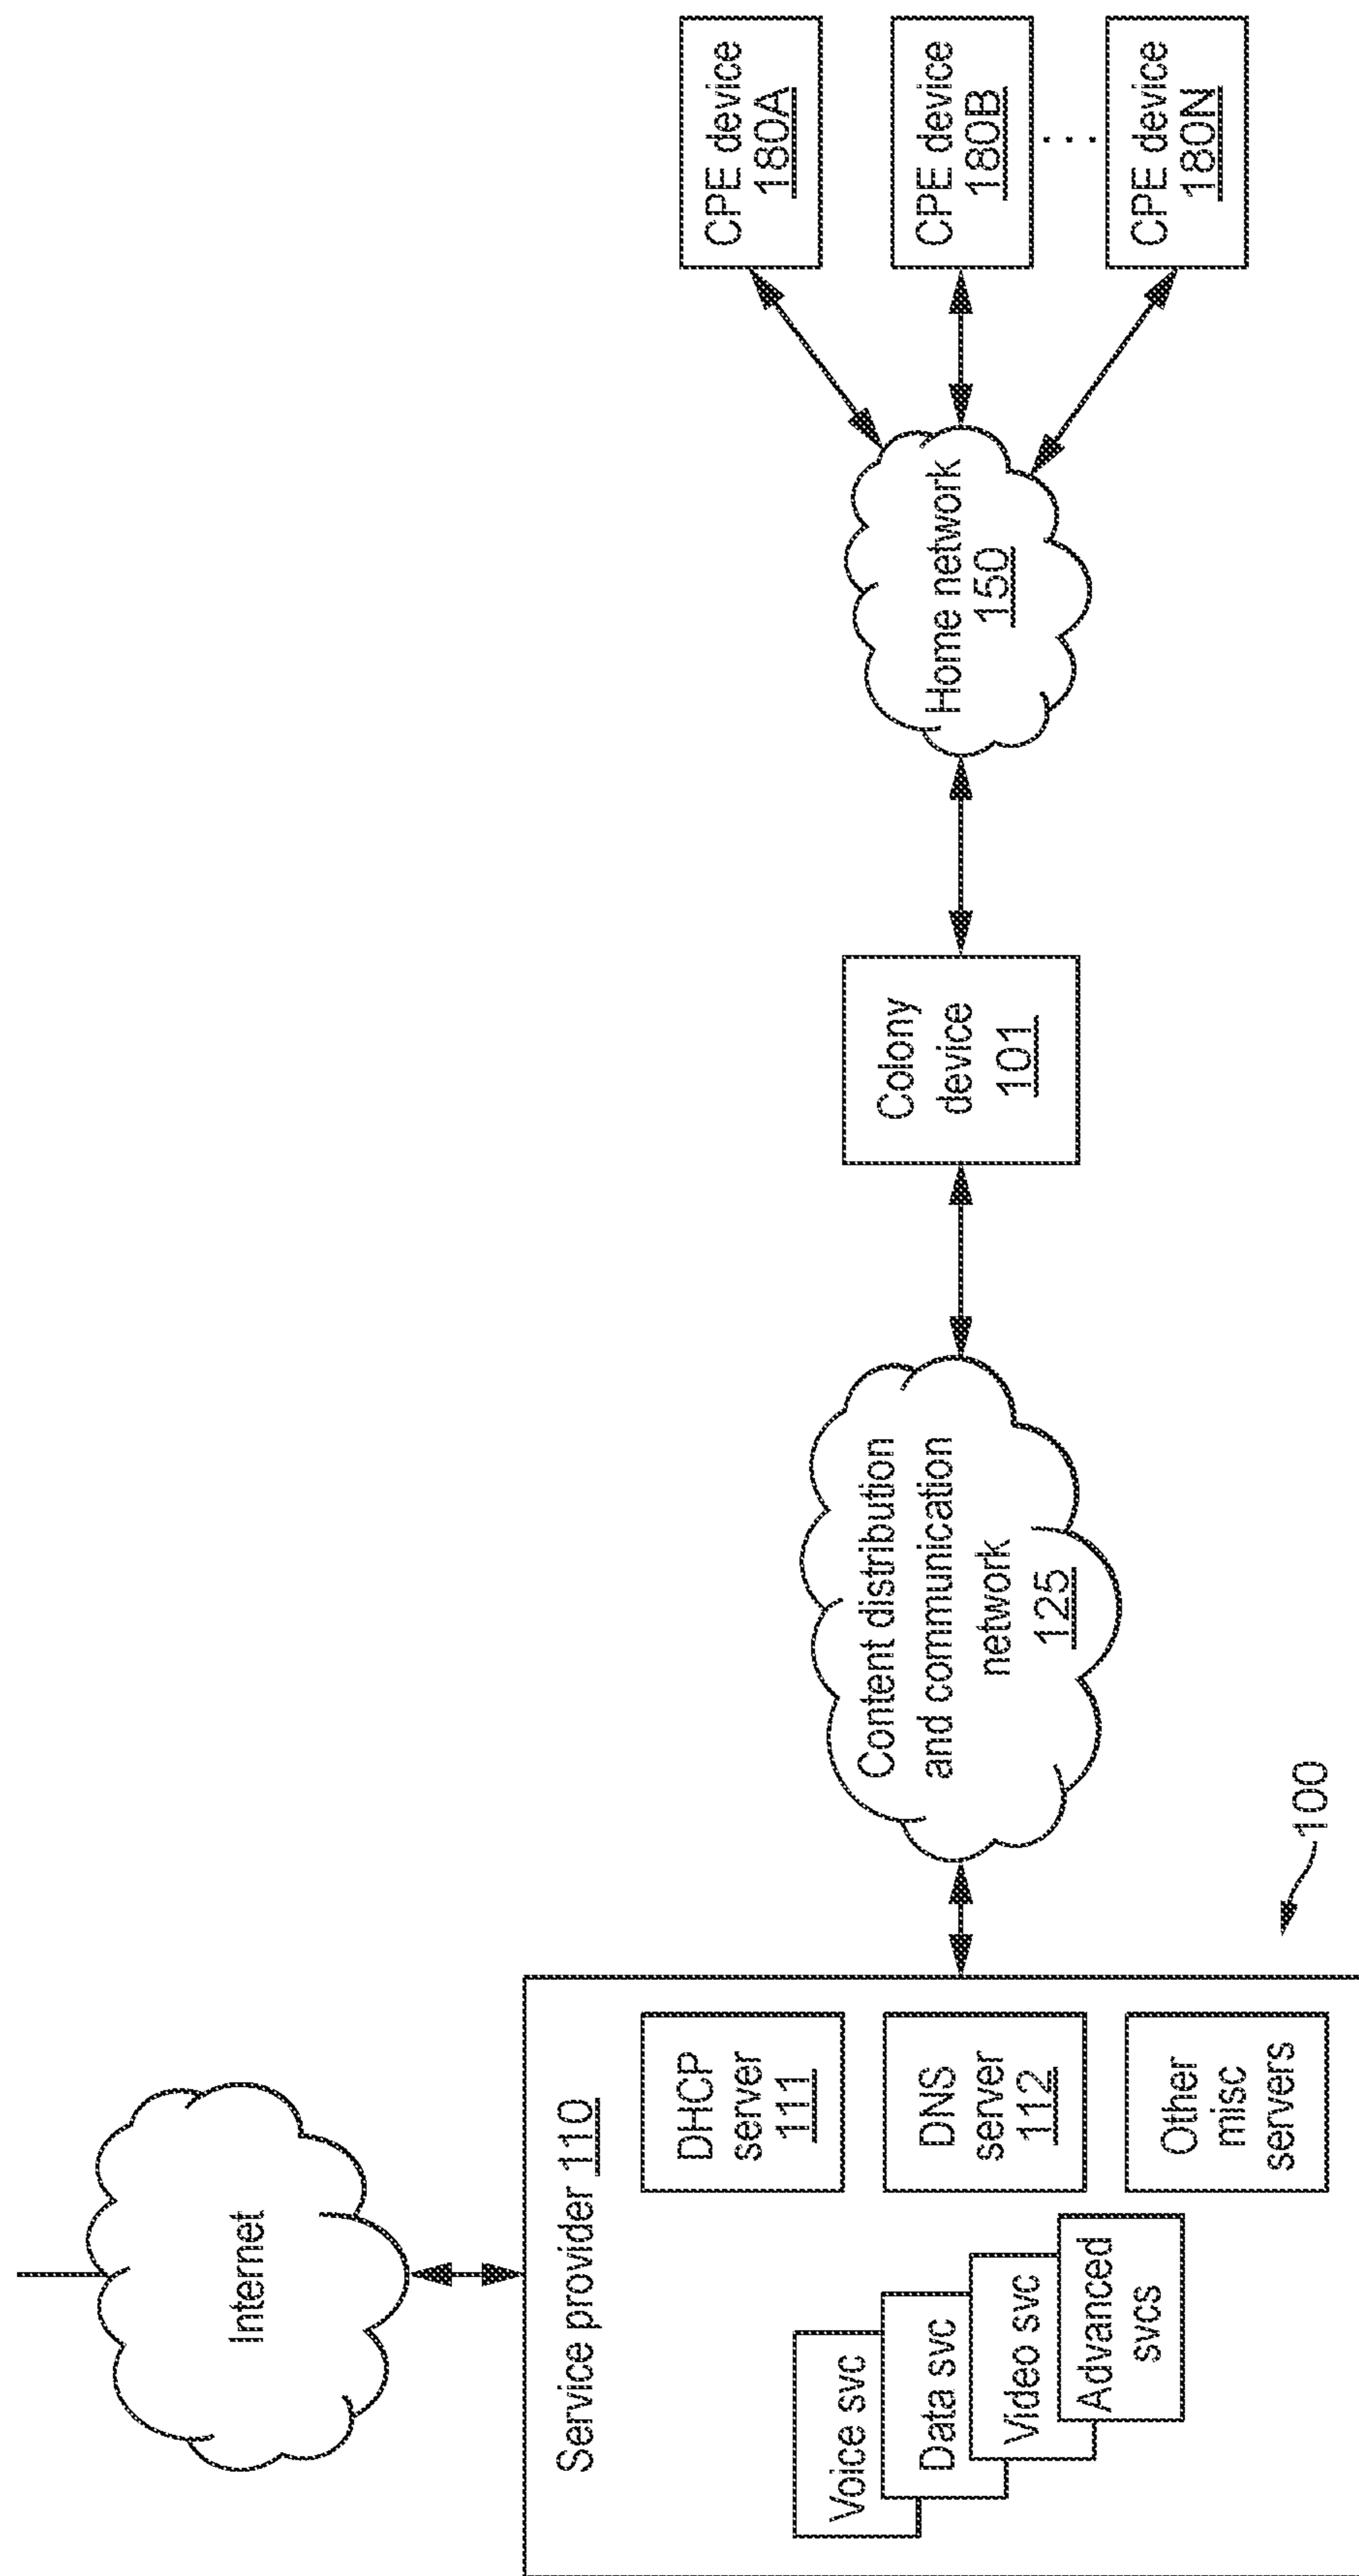 Internet
Service provider 110
Voice svc
Data svc
Video svc
Advanced
svcs
DHCP
server
111
DNS
server
112
Other
misc
servers
100
Content distribution
and communication
network
125
Colony
device
101
Home network
150
CPE device
180A
CPE device
180B
. . .
CPE device
180N